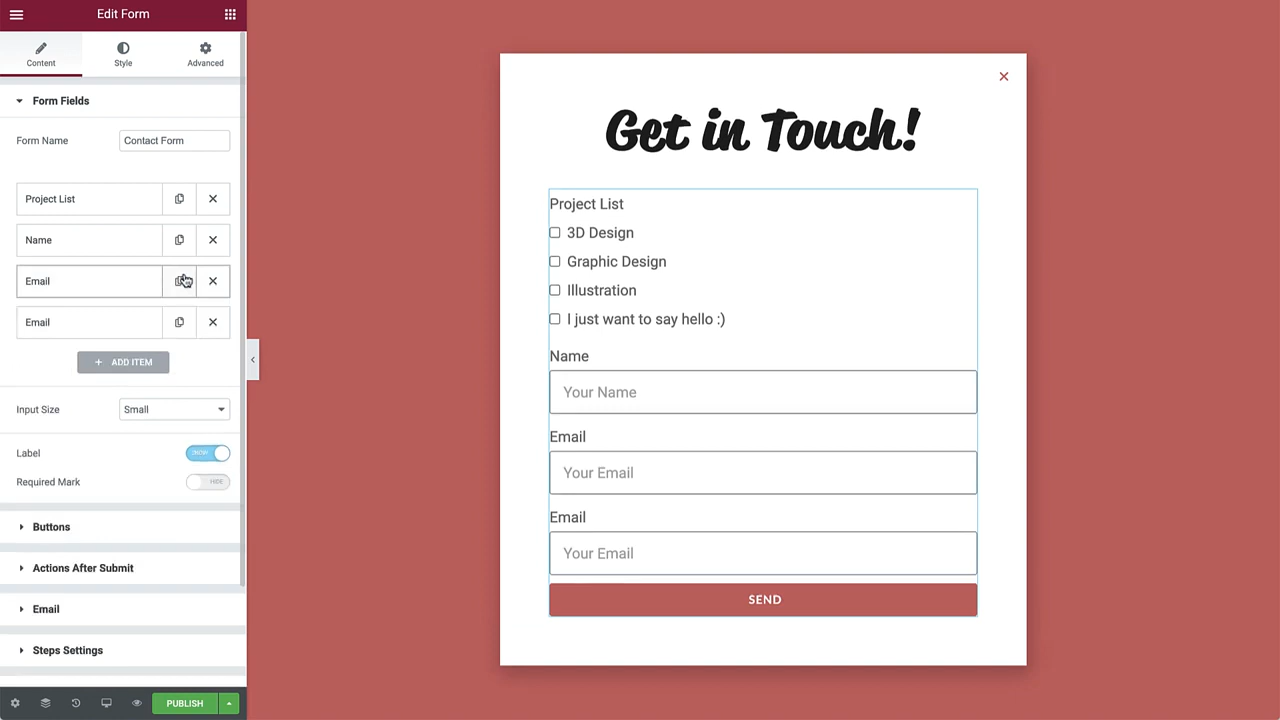 Edit Form
Content
Style
Advanced
Form Fields
Form Name
Contact Form
Project List
Name
Email
Email
+ ADD ITEM
Input Size
Small
Label
SHOW
Required Mark
HIDE
Buttons
Actions After Submit
Email
Steps Settings
PUBLISH
Get in Touch!
Project List
3D Design
Graphic Design
Illustration
I just want to say hello :)
Name
Your Name
Email
Your Email
Email
Your Email
SEND